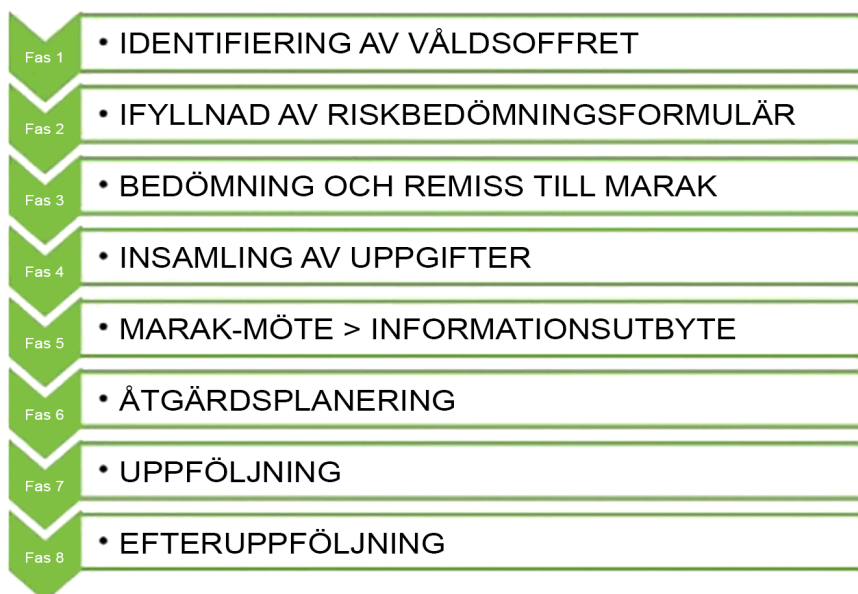 Fas 1
• IDENTIFIERING AV VÅLDSOFFRET
Fas 2
• IFYLLNAD AV RISKBEDÖMNINGSFORMULÄR
Fas 3
• BEDÖMNING OCH REMISS TILL MARAK
Fas 4
• INSAMLING AV UPPGIFTER
Fas 5
• MARAK-MÖTE > INFORMATIONSUTBYTE
Fas 6
• ÅTGÄRDSPLANERING
Fas 7
• UPPFÖLJNING
Fas 8
• EFTERUPPFÖLJNING